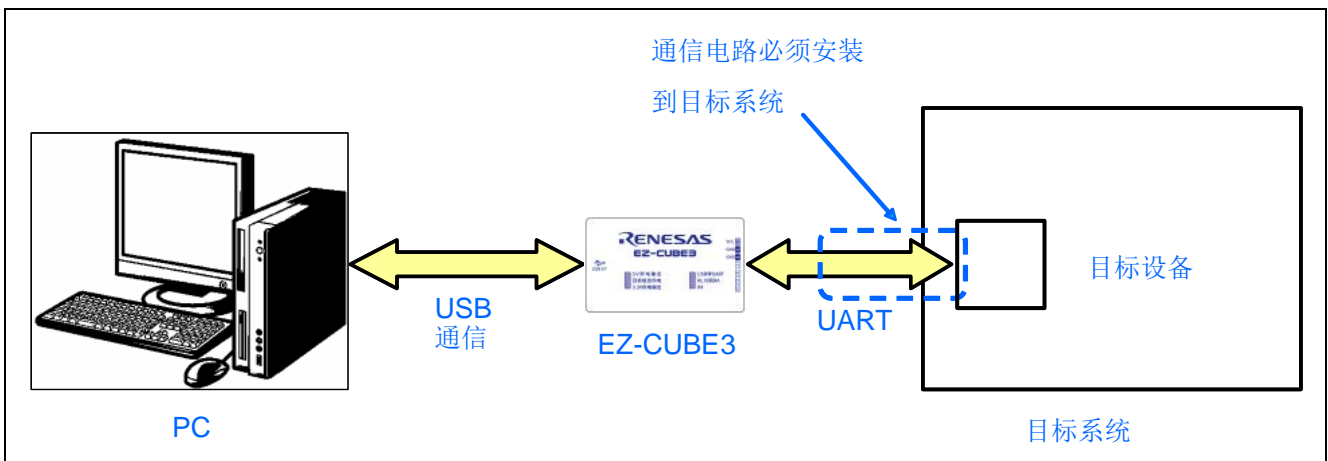 通信电路必须安装
到目标系统
RENESAS
EZ-CUBE3
目标设备
USB
通信
UART
EZ-CUBE3
PC
目标系统